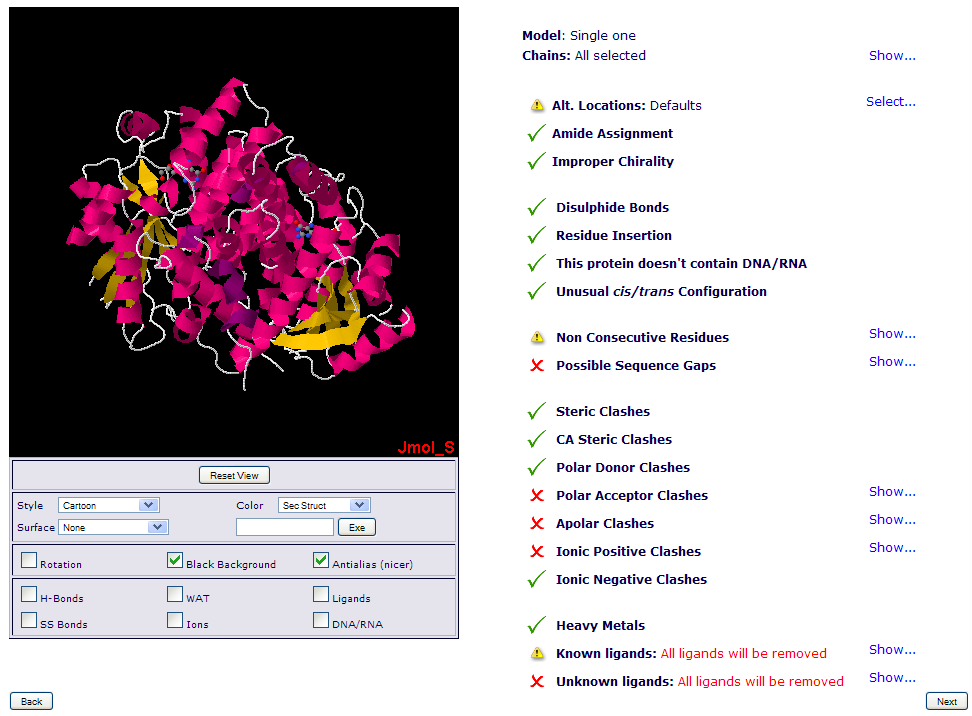 Jmol_S
Reset View
Style Cartoon Color Sec Struct
Surface None Exe
Rotation Black Background Antialias (nicer)
H-Bonds WAT Ligands
SS Bonds Ions DNA/RNA
Back
Model: Single one
Chains: All selected Show...
Alt. Locations: Defaults Select...
Amide Assignment
Improper Chirality
Disulphide Bonds
Residue Insertion
This protein doesn't contain DNA/RNA
Unusual cis/trans Configuration
Non Consecutive Residues Show...
Possible Sequence Gaps Show...
Steric Clashes
CA Steric Clashes
Polar Donor Clashes
Polar Acceptor Clashes Show...
Apolar Clashes Show...
Ionic Positive Clashes Show...
Ionic Negative Clashes
Heavy Metals
Known ligands: All ligands will be removed Show...
Unknown ligands: All ligands will be removed Show...
Next